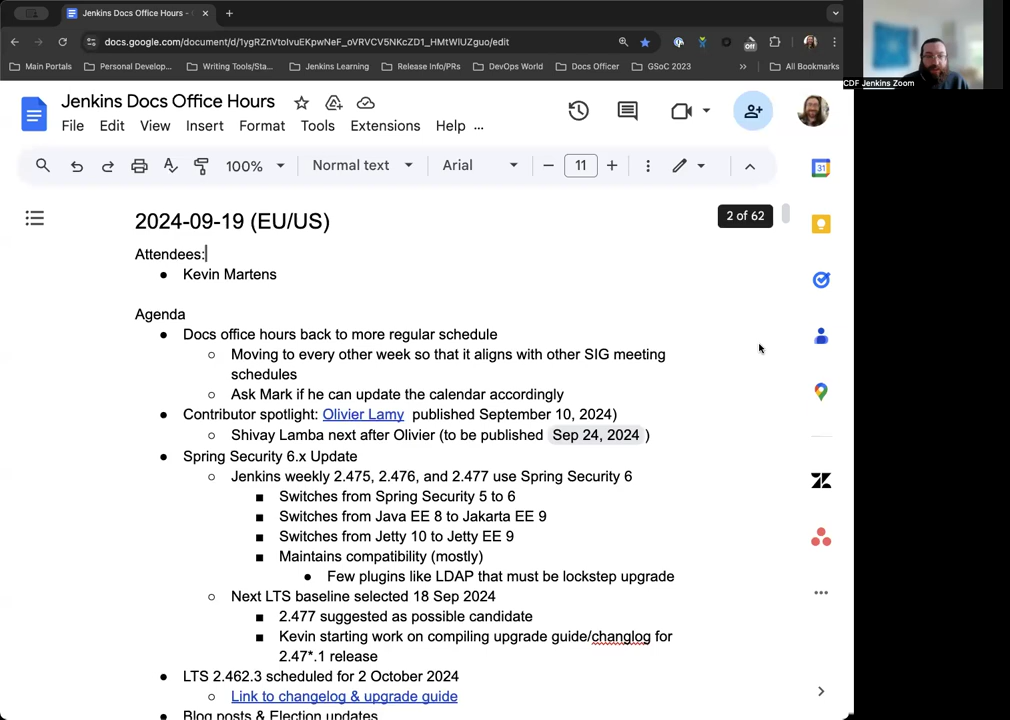 Jenkins Docs Office Hours -
docs.google.com/document/d/1ygRZnVtoIvuEKpwNeF_oVRVCV5NKcZD1_HMtWlUZguo/edit
Off
Main Portals
Personal Develop...
Writing Tools/Sta...
Jenkins Learning
Release Info/PRs
DevOps World
Docs Officer
GSoC 2023
»
All Bookmarks
CDF Jenkins Zoom
Jenkins Docs Office Hours
File Edit View Insert Format Tools Extensions Help ...
100% Normal text Arial 11
31
2 of 62
2024-09-19 (EU/US)
Attendees:
● Kevin Martens
Agenda
● Docs office hours back to more regular schedule
○ Moving to every other week so that it aligns with other SIG meeting
schedules
○ Ask Mark if he can update the calendar accordingly
● Contributor spotlight: Olivier Lamy published September 10, 2024)
○ Shivay Lamba next after Olivier (to be published Sep 24, 2024 )
● Spring Security 6.x Update
○ Jenkins weekly 2.475, 2.476, and 2.477 use Spring Security 6
■ Switches from Spring Security 5 to 6
■ Switches from Java EE 8 to Jakarta EE 9
■ Switches from Jetty 10 to Jetty EE 9
■ Maintains compatibility (mostly)
● Few plugins like LDAP that must be lockstep upgrade
○ Next LTS baseline selected 18 Sep 2024
■ 2.477 suggested as possible candidate
■ Kevin starting work on compiling upgrade guide/changlog for
2.47*.1 release
● LTS 2.462.3 scheduled for 2 October 2024
○ Link to changelog & upgrade guide
● Blog posts & Election updates